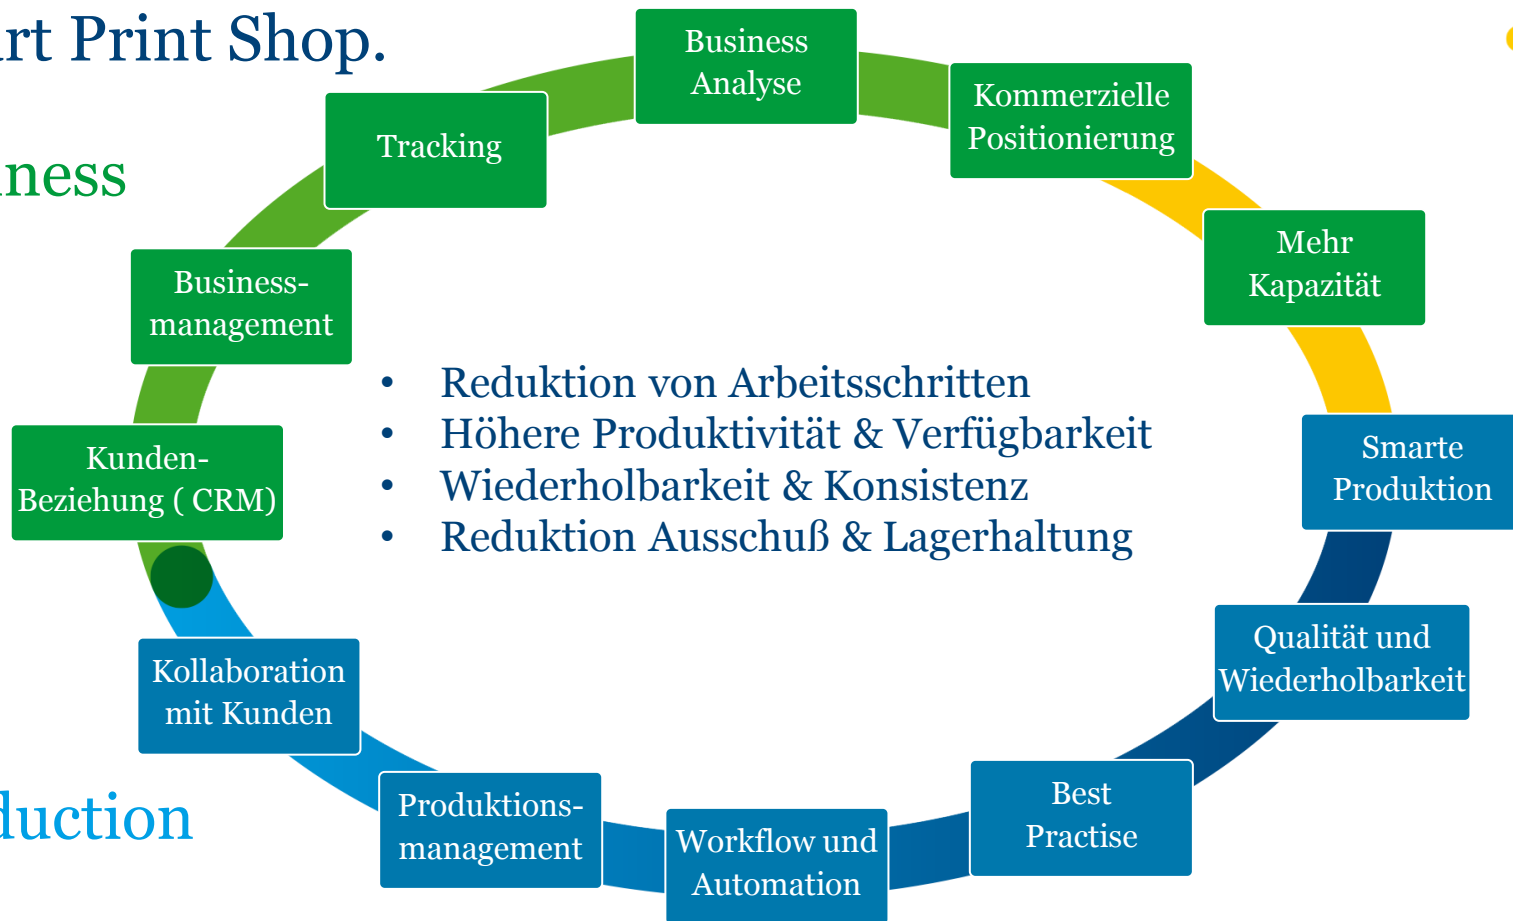 rt Print Shop.
Business
Analyse
Kommerzielle
Positionierung
Tracking
iness
Mehr
Kapazität
Business-
management
• Reduktion von Arbeitsschritten
• Höhere Produktivität & Verfügbarkeit
• Wiederholbarkeit & Konsistenz
• Reduktion Ausschuß & Lagerhaltung
Kunden-
Beziehung ( CRM)
Smarte
Produktion
Qualität und
Wiederholbarkeit
Kollaboration
mit Kunden
duction
Produktions-
management
Workflow und
Automation
Best
Practise